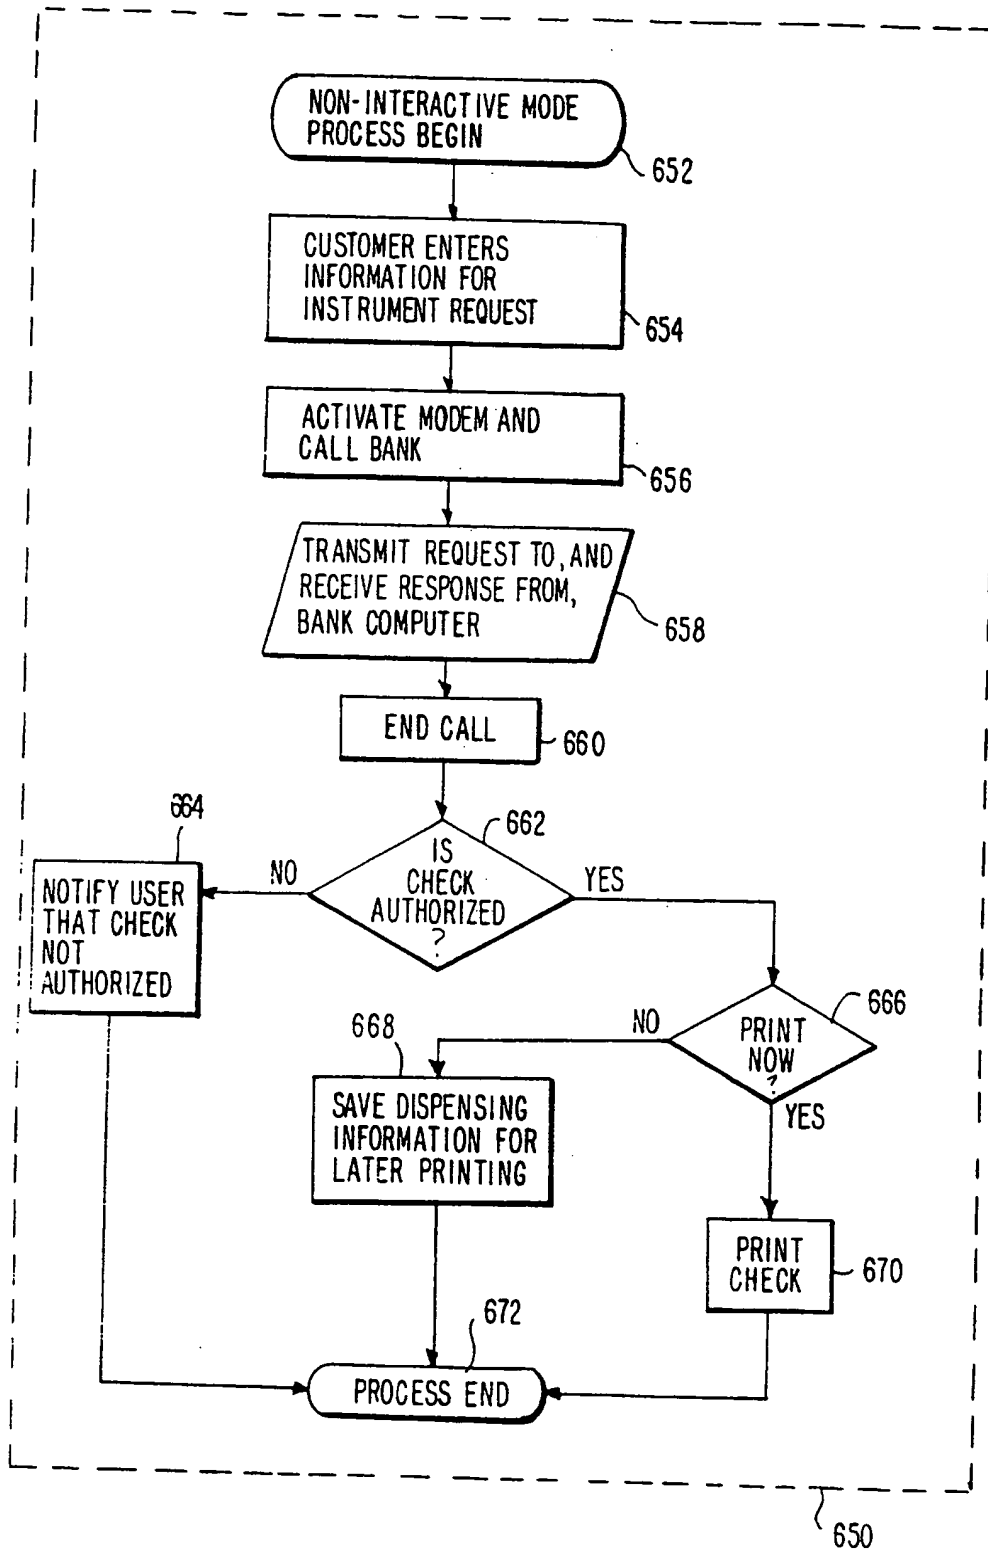 NON-INTERACTIVE MODE
PROCESS BEGIN
652
CUSTOMER ENTERS
INFORMATION FOR
INSTRUMENT REQUEST
654
ACTIVATE MODEM AND
CALL BANK
656
TRANSMIT REQUEST TO, AND
RECEIVE RESPONSE FROM,
BANK COMPUTER
658
END CALL
660
662
IS
CHECK
AUTHORIZED
?
NO
YES
664
NOTIFY USER
THAT CHECK
NOT
AUTHORIZED
666
PRINT
NOW
?
NO
YES
668
SAVE DISPENSING
INFORMATION FOR
LATER PRINTING
PRINT
CHECK
670
672
PROCESS END
650